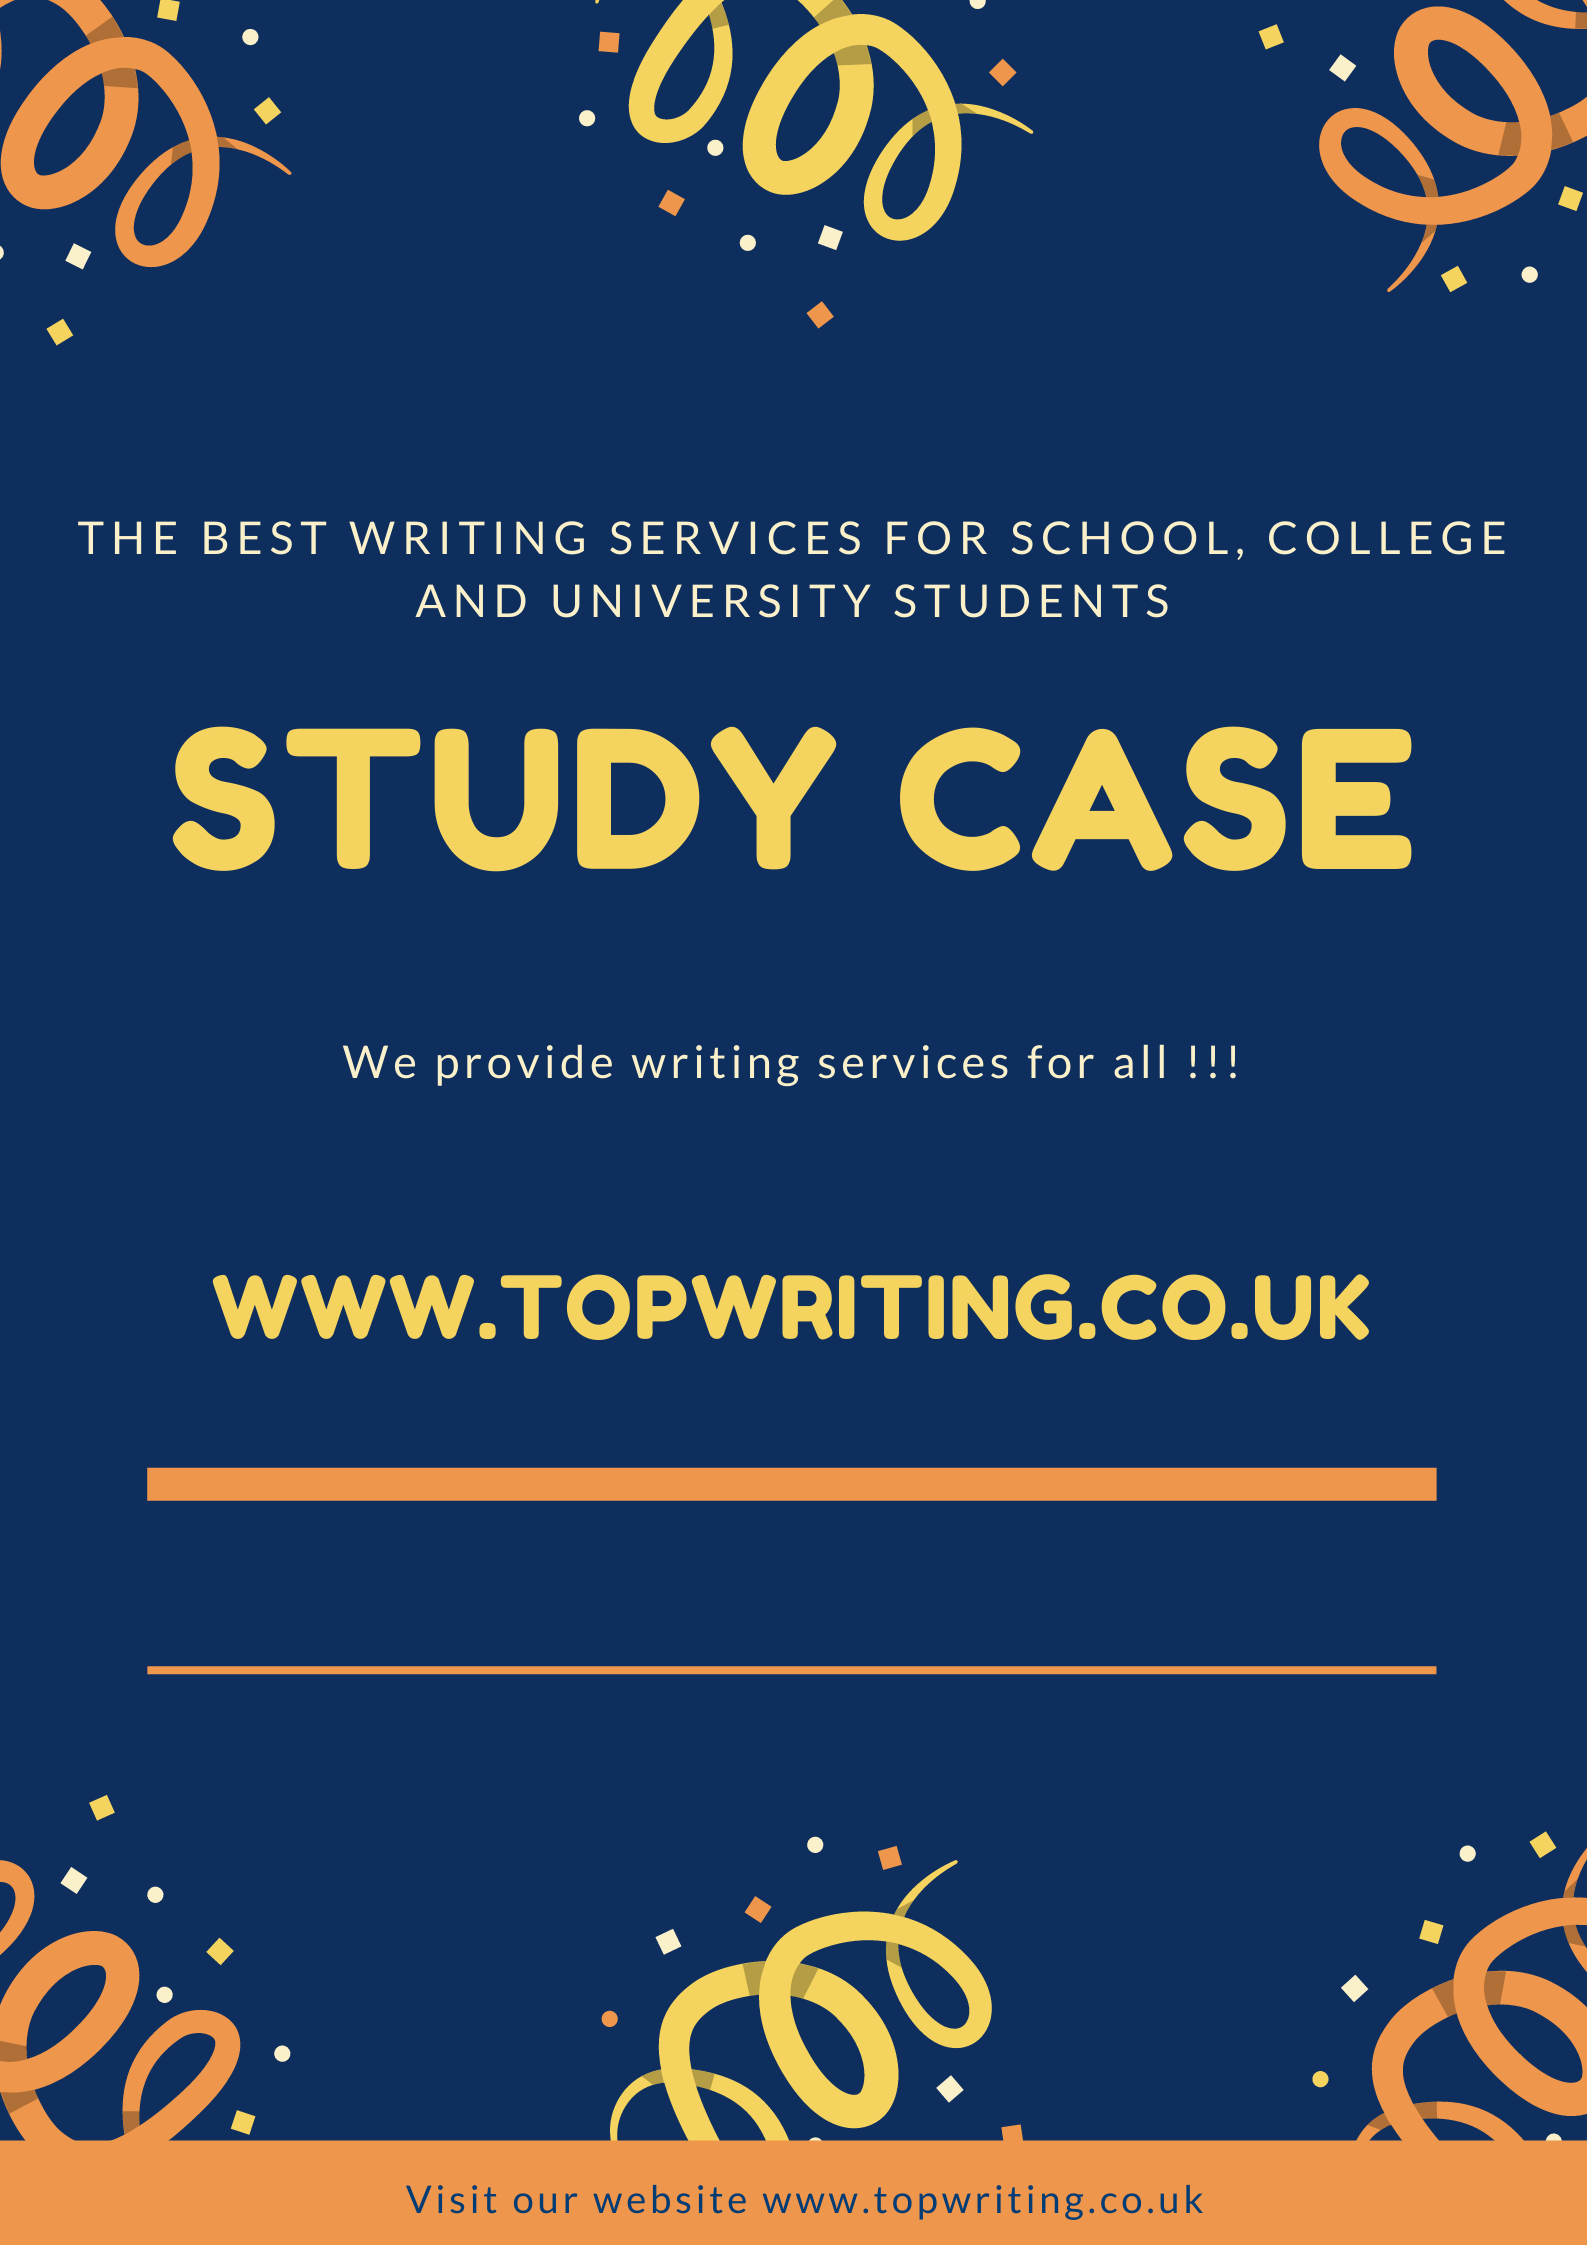 THE BEST WRITING SERVICES FOR SCHOOL, COLLEGE
AND UNIVERSITY STUDENTS
STUDY CASE
We provide writing services for all !!!
WWW.TOPWRITING.CO.UK
Visit our website www.topwriting.co.uk